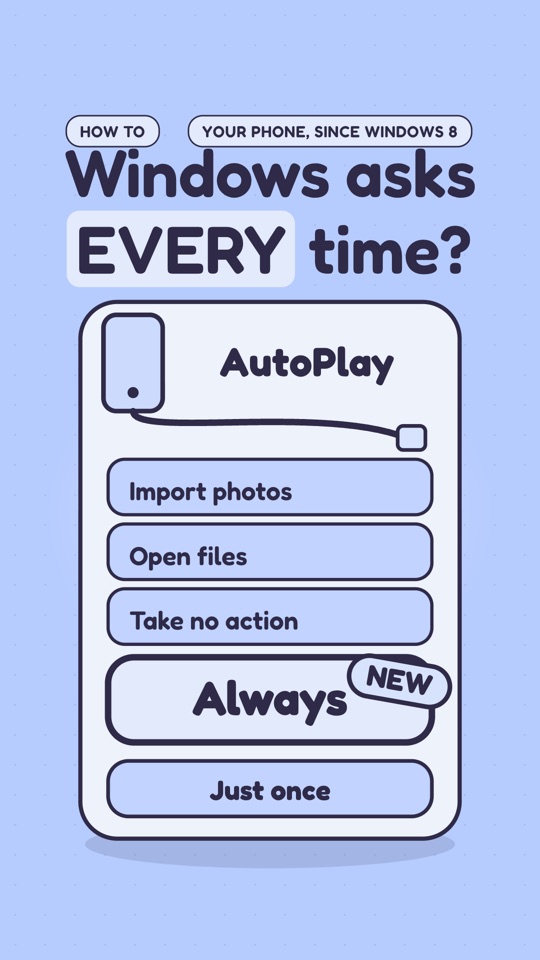 HOW TO
YOUR PHONE, SINCE WINDOWS 8
Windows asks
EVERY time?
AutoPlay
Import photos
Open files
Take no action
NEW
Always
Just once